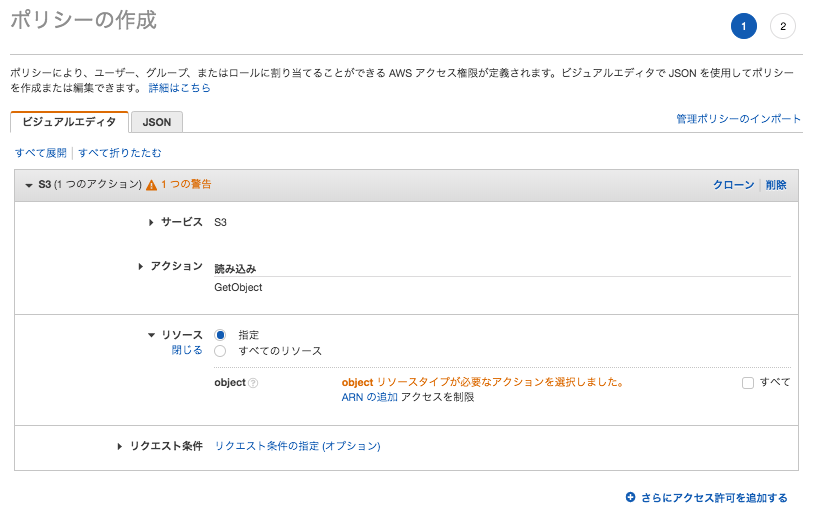 ポリシーの作成
1 2
ポリシーにより、ユーザー、グループ、またはロールに割り当てることができる AWS アクセス権限が定義されます。ビジュアルエディタで JSON を使用してポリシー
を作成または編集できます。 詳細はこちら
ビジュアルエディタ JSON 管理ポリシーのインポート
すべて展開 すべて折りたたむ
S3 (1 つのアクション) 1 つの警告 クローン 削除
サービス S3
アクション 読み込み
GetObject
リソース 指定
閉じる すべてのリソース
object ? object リソースタイプが必要なアクションを選択しました。 すべて
ARN の追加 アクセスを制限
リクエスト条件 リクエスト条件の指定 (オプション)
さらにアクセス許可を追加する